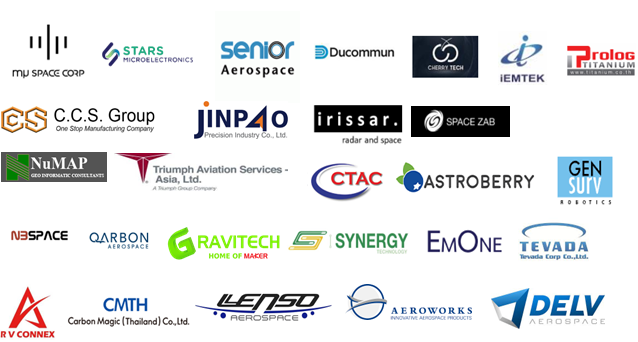 mu SPACE CORP
STARS
MICROELECTRONICS
senior
Aerospace
Ducommun
CHERRY TECH
iEMTEK
Prolog
TITANIUM
www.titanium.co.th
CCS
C.C.S. Group
One Stop Manufacturing Company
JINPAO
Precision Industry Co., Ltd.
irissar.
radar and space
SPACE ZAB
NuMAP
GEO INFORMATIC CONSULTANTS
Triumph Aviation Services -
Asia, Ltd.
A Triumph Group Company
CTAC
ASTROBERRY
GEN
SURV
ROBOTICS
N3SPACE
QARBON
AEROSPACE
GRAVITECH
HOME OF MAKER
SYNERGY
TECHNOLOGY
EMONE
TEVADA
Tevada Corp Co.,Ltd.
R V CONNEX
CMTH
Carbon Magic (Thailand) Co.,Ltd.
LLENSO
AEROSPACE
AEROWORKS
INNOVATIVE AEROSPACE PRODUCTS
DELV
AEROSPACE